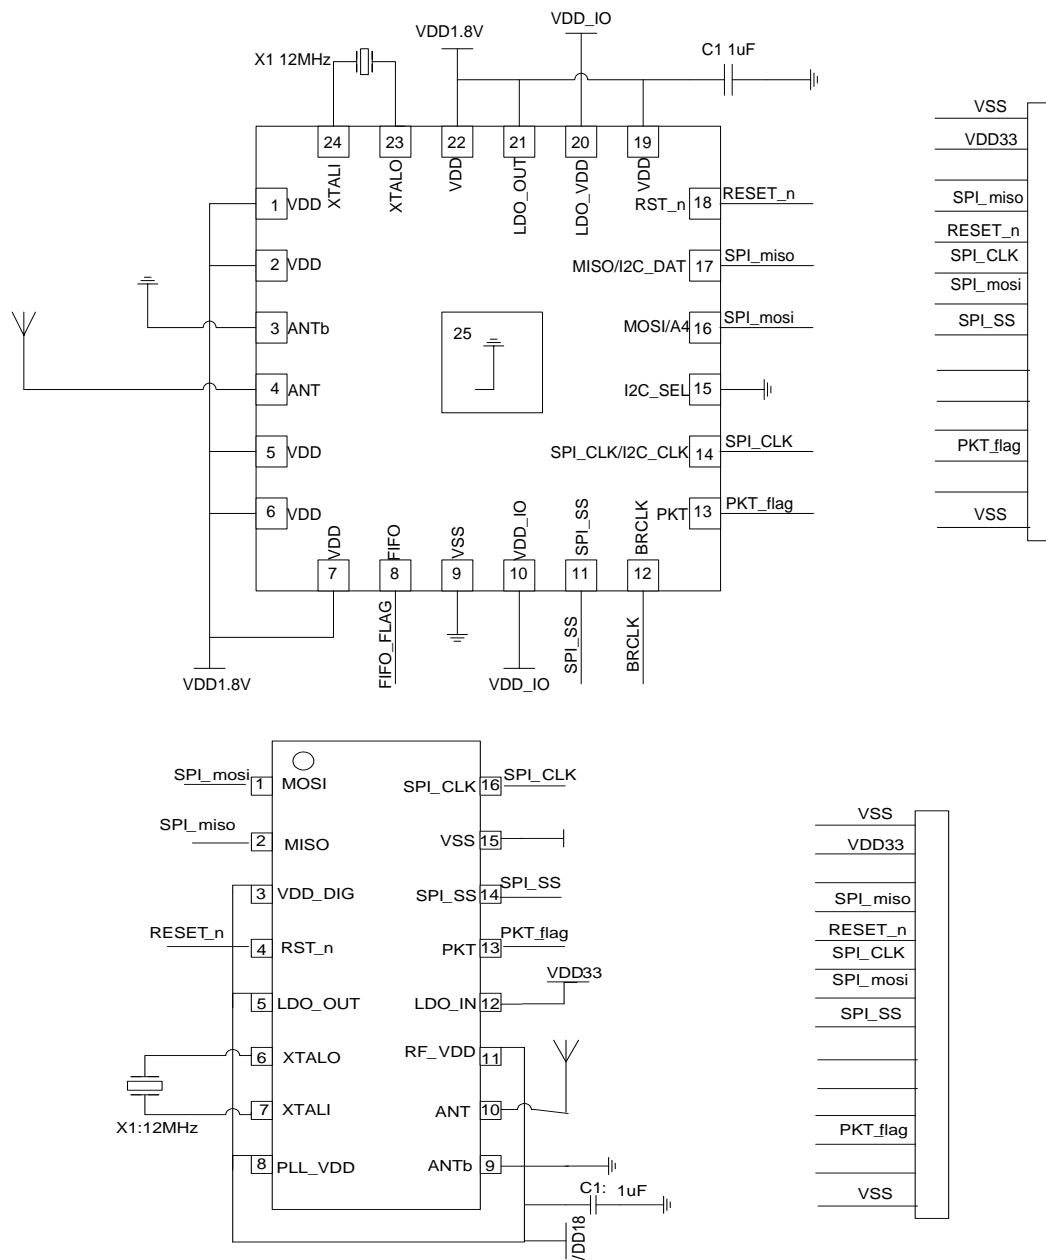 VDD_IO
VDD1.8V
C1 1uF
X1 12MHz
24 23 22 21 20 19
XTALI XTALO VDD LDO_OUT LDO_VDD VDD
1 VDD
2 VDD
3 ANTb
4 ANT
5 VDD
6 VDD
25
RST_n 18 RESET_n
MISO/I2C_DAT 17 SPI_miso
MOSI/A4 16 SPI_mosi
I2C_SEL 15
SPI_CLK/I2C_CLK 14 SPI_CLK
PKT 13 PKT_flag
VDD FIFO VSS VDD_IO SPI_SS BRCLK
7 8 9 10 11 12
FIFO_FLAG
SPI_SS
BRCLK
VDD1.8V
VDD_IO
VSS
VDD33
SPI_miso
RESET_n
SPI_CLK
SPI_mosi
SPI_SS
PKT_flag
VSS
SPI_mosi 1 MOSI
SPI_miso 2 MISO
3 VDD_DIG
RESET_n 4 RST_n
5 LDO_OUT
6 XTALO
7 XTALI
X1:12MHz
8 PLL_VDD
SPI_CLK 16 SPI_CLK
VSS 15
SPI_SS 14 SPI_SS
PKT 13 PKT_flag
VDD33
LDO_IN 12
RF_VDD 11
ANT 10
ANTb 9
C1: 1uF
VDD18
VSS
VDD33
SPI_miso
RESET_n
SPI_CLK
SPI_mosi
SPI_SS
PKT_flag
VSS